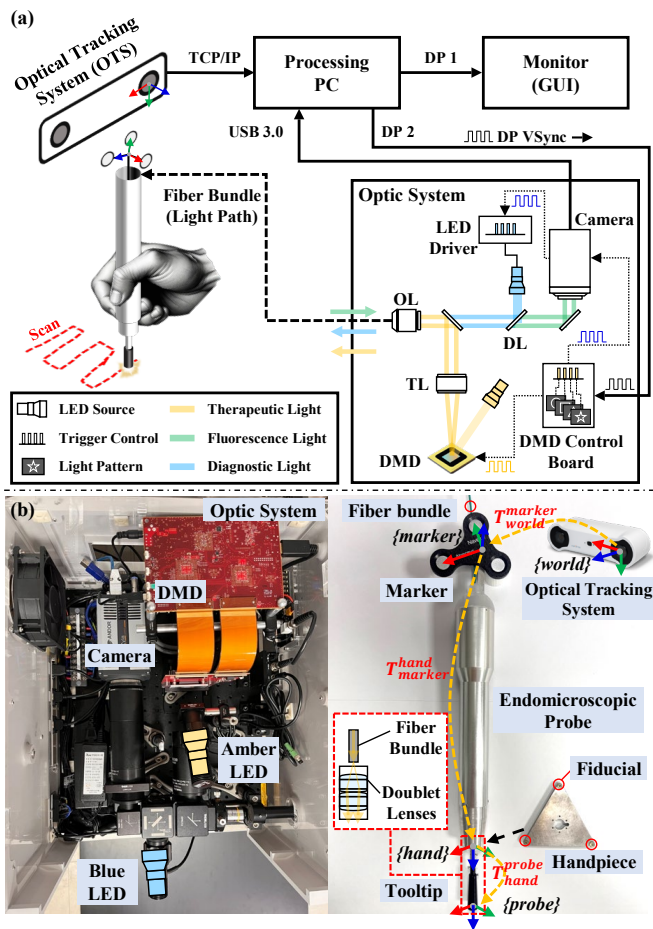 (a)
Optical Tracking
System (OTS)
TCP/IP
Processing
PC
DP 1
Monitor
(GUI)
USB 3.0
DP 2
DP VSync
Fiber Bundle
(Light Path)
Optic System
LED
Driver
Camera
OL
DL
TL
DMD
DMD Control
Board
Scan
LED Source
Therapeutic Light
Trigger Control
Fluorescence Light
Light Pattern
Diagnostic Light
(b)
Optic System
DMD
Camera
Amber
LED
Blue
LED
Fiber bundle
{marker}
T marker world
{world}
Marker
Optical Tracking
System
T hand marker
Endomicroscopic
Probe
Fiber
Bundle
Doublet
Lenses
Fiducial
Handpiece
{hand}
T probe hand
Tooltip
{probe}